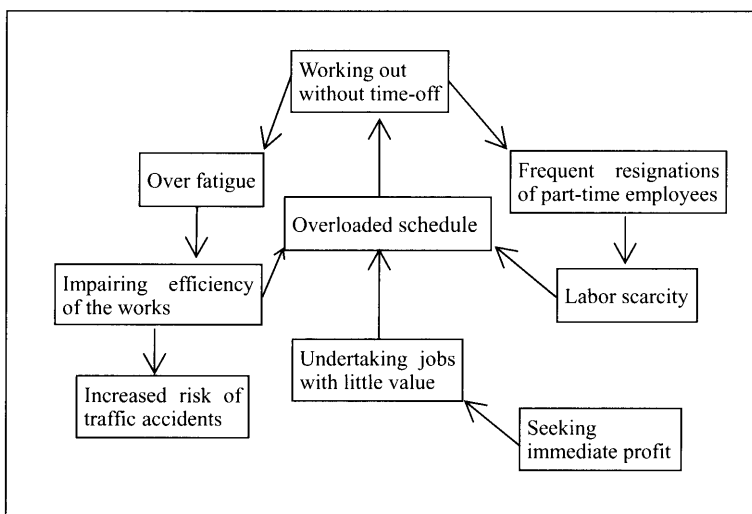 Working out
without time-off
Over fatigue
Frequent resignations
of part-time employees
Overloaded schedule
Impairing efficiency
of the works
Labor scarcity
Undertaking jobs
with little value
Increased risk of
traffic accidents
Seeking
immediate profit